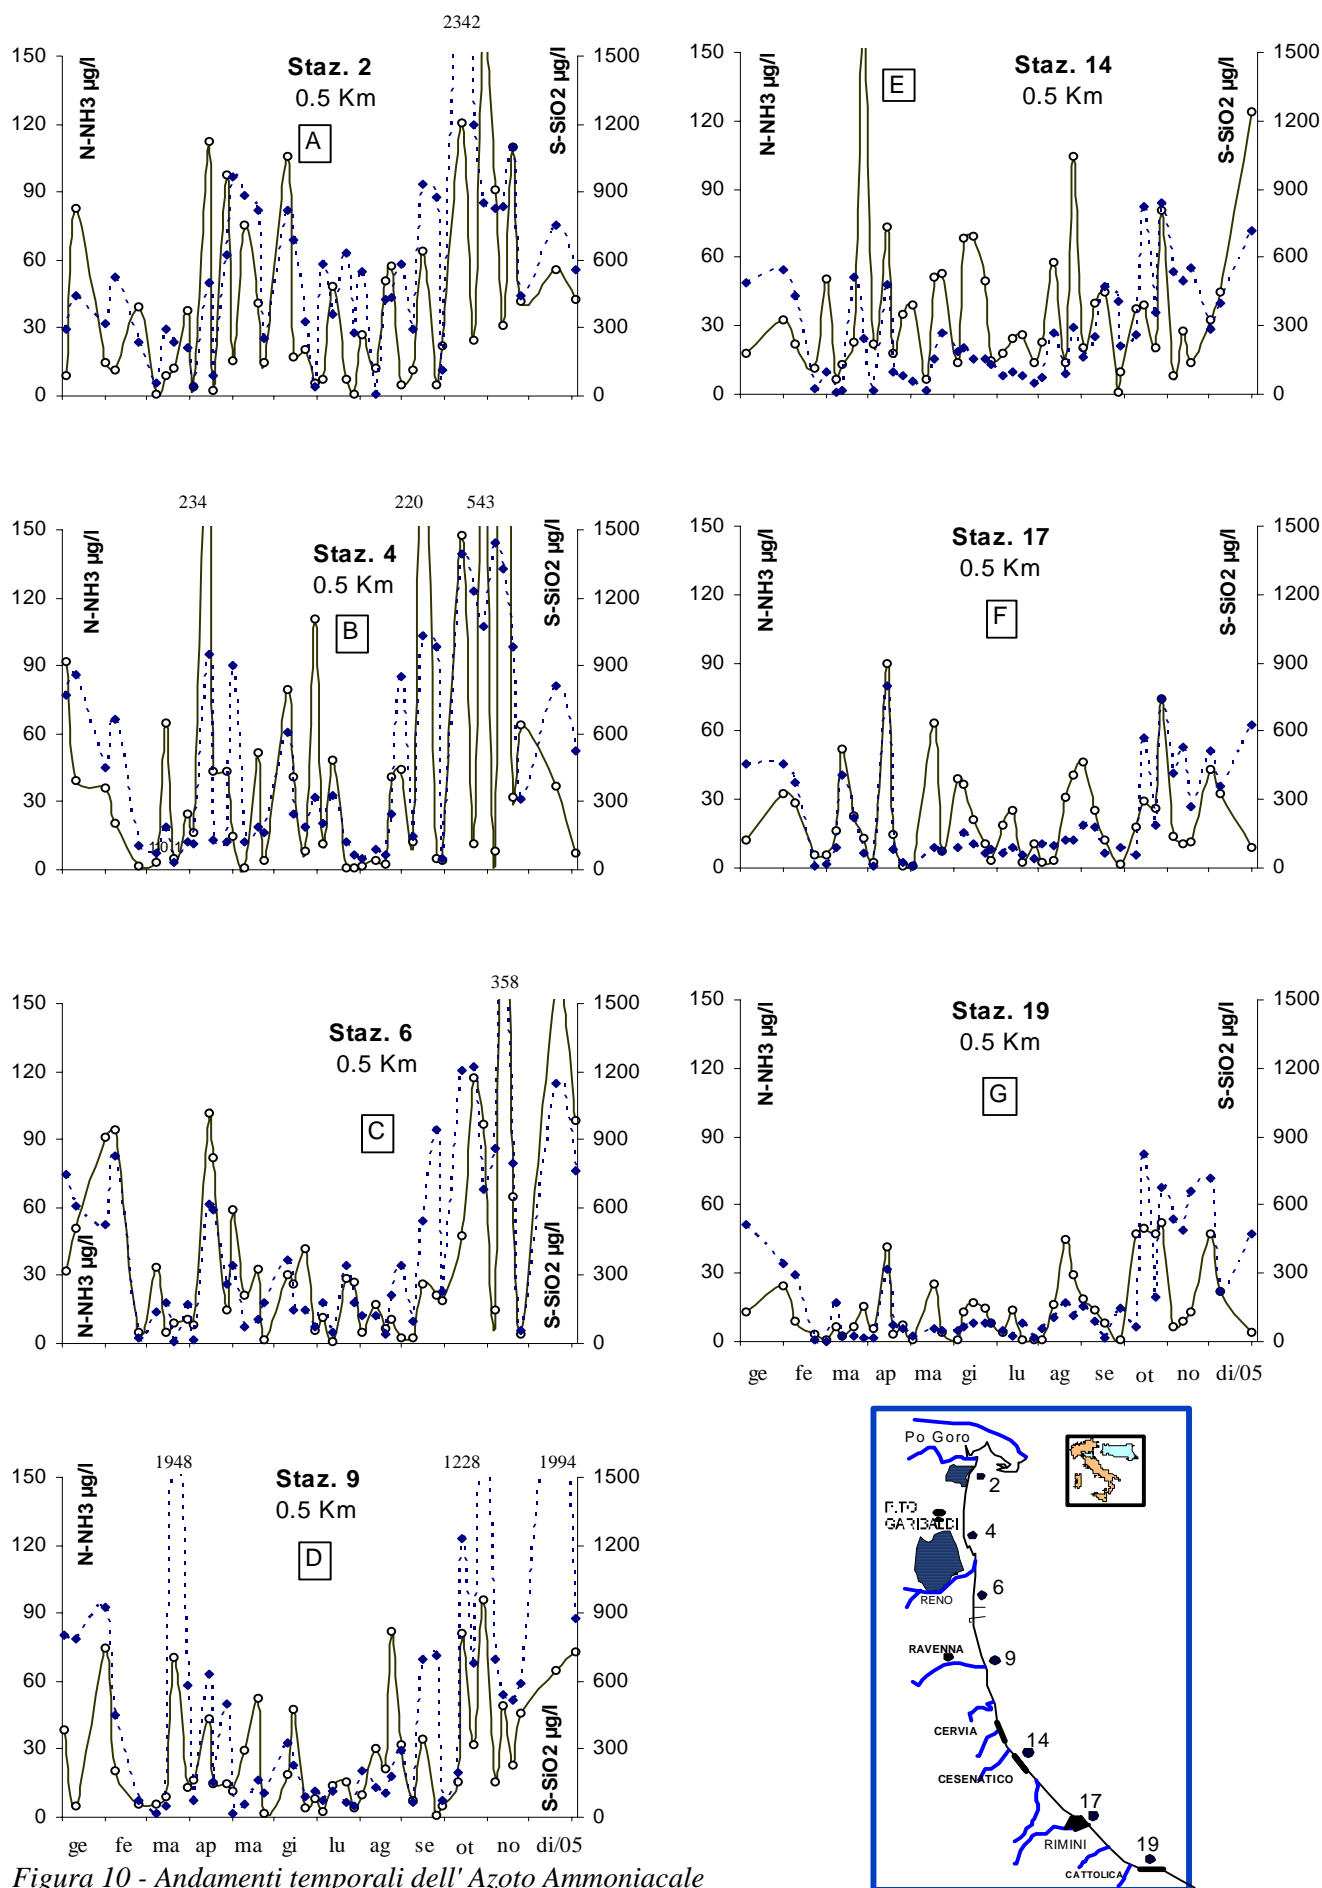 2342
150
120
90
60
30
0
N-NH3 µg/l
Staz. 2
0.5 Km
A
S-SiO2 µg/l
1500
1200
900
600
300
0
150
120
90
60
30
0
N-NH3 µg/l
E
Staz. 14
0.5 Km
S-SiO2 µg/l
1500
1200
900
600
300
0
234
220
543
150
120
90
60
30
0
N-NH3 µg/l
Staz. 4
0.5 Km
B
S-SiO2 µg/l
1500
1200
900
600
300
0
150
120
90
60
30
0
N-NH3 µg/l
Staz. 17
0.5 Km
F
S-SiO2 µg/l
1500
1200
900
600
300
0
358
150
120
90
60
30
0
N-NH3 µg/l
Staz. 6
0.5 Km
C
S-SiO2 µg/l
1500
1200
900
600
300
0
150
120
90
60
30
0
N-NH3 µg/l
Staz. 19
0.5 Km
G
S-SiO2 µg/l
1500
1200
900
600
300
0
ge fe ma ap ma gi lu ag se ot no di/05
1948
1228
1994
150
120
90
60
30
0
N-NH3 µg/l
Staz. 9
0.5 Km
D
S-SiO2 µg/l
1500
1200
900
600
300
0
ge fe ma ap ma gi lu ag se ot no di/05
Po Goro
2
P.TO
GARIBALDI
4
6
RENO
RAVENNA
9
CERVIA
14
CESENATICO
17
RIMINI
19
CATTOLICA
Figura 10 - Andamenti temporali dell' Azoto Ammoniacale